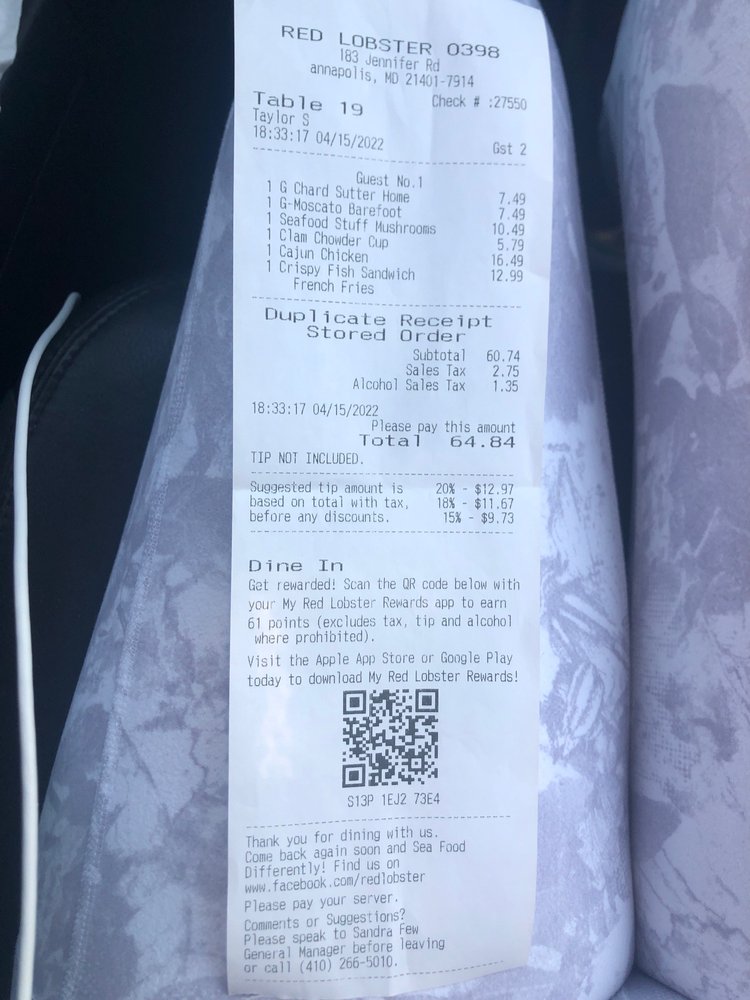 RED LOBSTER 0398
183 Jennifer Rd
annapolis, MD 21401-7914
Table 19 Check # :27550
Taylor S
18:33:17 04/15/2022 Gst 2
Guest No.1
1 G Chard Sutter Home 7.49
1 G-Moscato Barefoot 7.49
1 Seafood Stuff Mushrooms 10.49
1 Clam Chowder Cup 5.79
1 Cajun Chicken 16.49
1 Crispy Fish Sandwich 12.99
French Fries
Duplicate Receipt
Stored Order
Subtotal 60.74
Sales Tax 2.75
Alcohol Sales Tax 1.35
18:33:17 04/15/2022
Please pay this amount
Total 64.84
TIP NOT INCLUDED.
Suggested tip amount is 20% - $12.97
based on total with tax, 18% - $11.67
before any discounts. 15% - $9.73
Dine In
Get rewarded! Scan the QR code below with
your My Red Lobster Rewards app to earn
61 points (excludes tax, tip and alcohol
where prohibited).
Visit the Apple App Store or Google Play
today to download My Red Lobster Rewards!
S13P 1EJ2 73E4
Thank you for dining with us.
Come back again soon and Sea Food
Differently! Find us on
www.facebook.com/redlobster
Please pay your server.
Comments or Suggestions?
Please speak to Sandra Few
General Manager before leaving
or call (410) 266-5010.